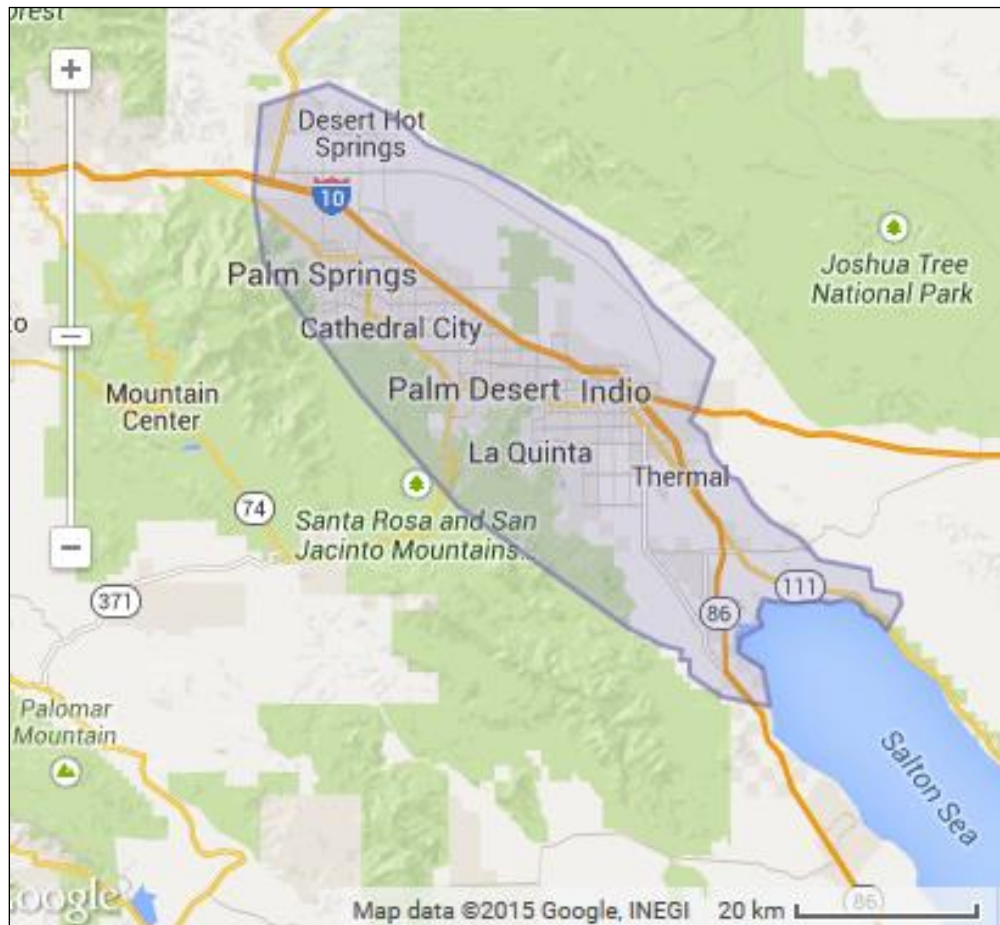 orest
+
Desert Hot
Springs
10
Joshua Tree
National Park
Palm Springs
o
Cathedral City
Mountain
Center
Palm Desert
Indio
La Quinta
Thermal
74
Santa Rosa and San
Jacinto Mountains...
−
371
111
86
Palomar
Mountain
Salton Sea
oogle
Map data ©2015 Google, INEGI
20 km
86